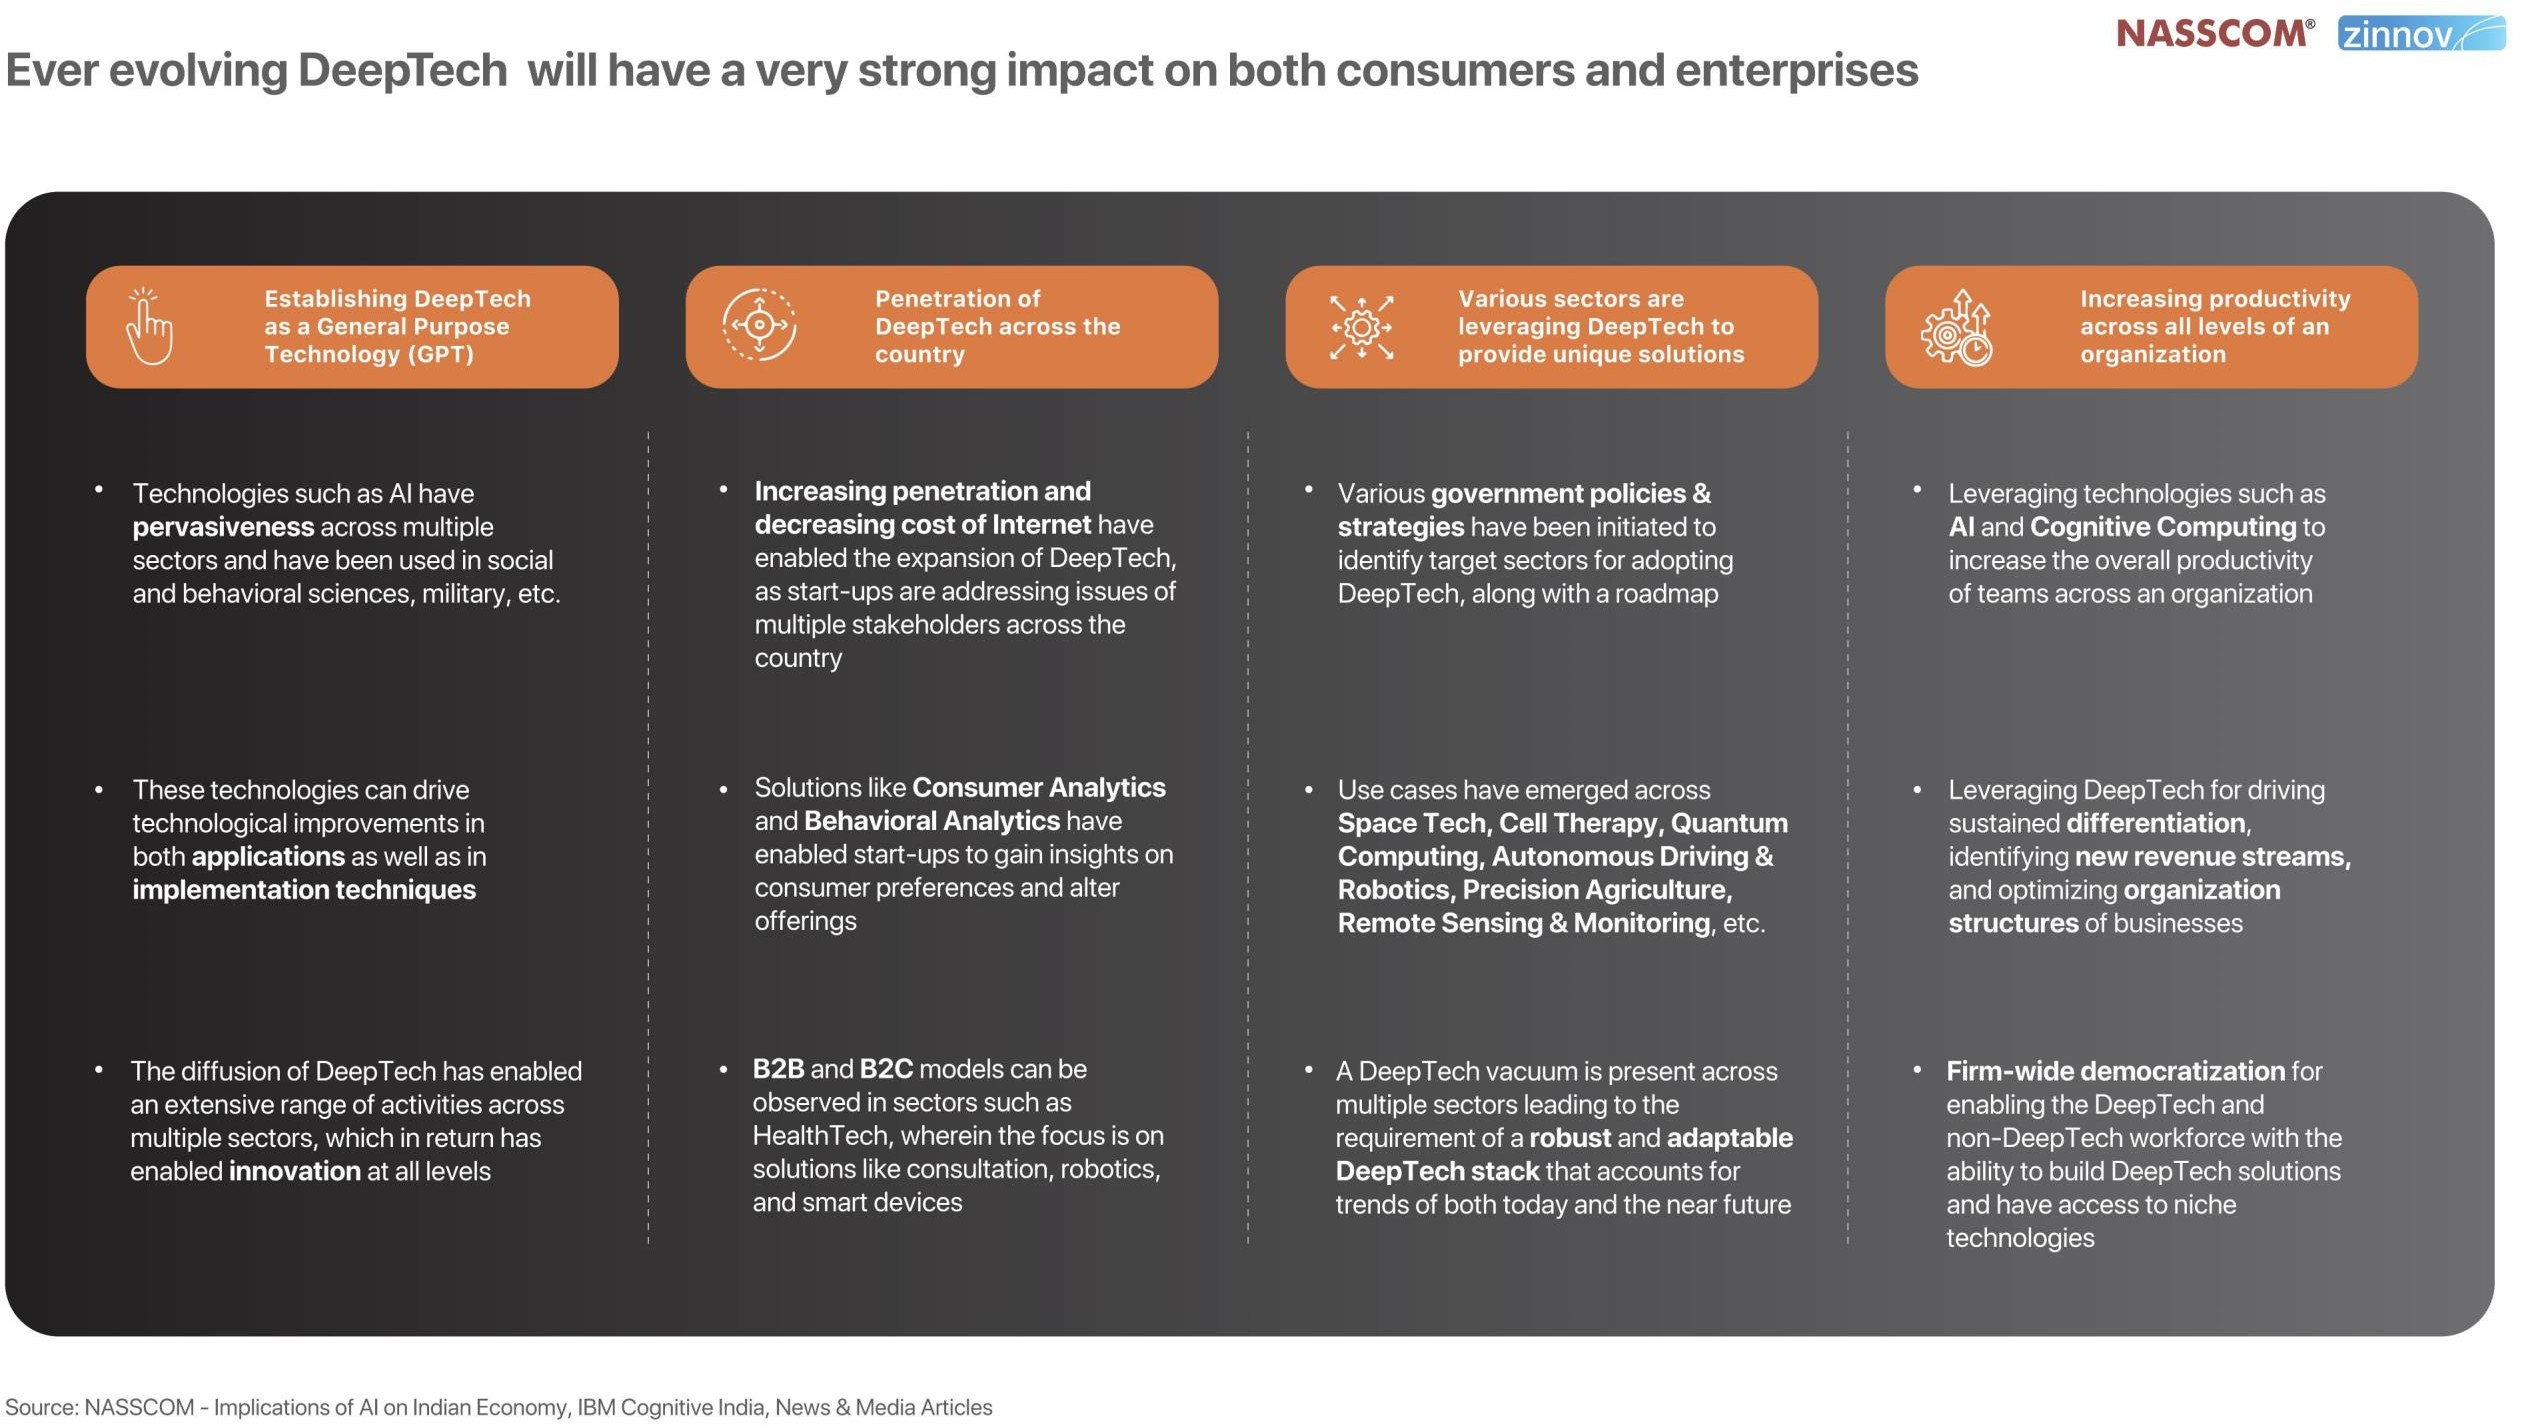 NASSCOM®
zinnov
Ever evolving DeepTech will have a very strong impact on both consumers and enterprises
Establishing DeepTech
as a General Purpose
Technology (GPT)
• Technologies such as AI have
pervasiveness across multiple
sectors and have been used in social
and behavioral sciences, military, etc.
• These technologies can drive
technological improvements in
both applications as well as in
implementation techniques
• The diffusion of DeepTech has enabled
an extensive range of activities across
multiple sectors, which in return has
enabled innovation at all levels
Penetration of
DeepTech across the
country
• Increasing penetration and
decreasing cost of Internet have
enabled the expansion of DeepTech,
as start-ups are addressing issues of
multiple stakeholders across the
country
• Solutions like Consumer Analytics
and Behavioral Analytics have
enabled start-ups to gain insights on
consumer preferences and alter
offerings
• B2B and B2C models can be
observed in sectors such as
HealthTech, wherein the focus is on
solutions like consultation, robotics,
and smart devices
Various sectors are
leveraging DeepTech to
provide unique solutions
• Various government policies &
strategies have been initiated to
identify target sectors for adopting
DeepTech, along with a roadmap
• Use cases have emerged across
Space Tech, Cell Therapy, Quantum
Computing, Autonomous Driving &
Robotics, Precision Agriculture,
Remote Sensing & Monitoring, etc.
• A DeepTech vacuum is present across
multiple sectors leading to the
requirement of a robust and adaptable
DeepTech stack that accounts for
trends of both today and the near future
Increasing productivity
across all levels of an
organization
• Leveraging technologies such as
AI and Cognitive Computing to
increase the overall productivity
of teams across an organization
• Leveraging DeepTech for driving
sustained differentiation,
identifying new revenue streams,
and optimizing organization
structures of businesses
• Firm-wide democratization for
enabling the DeepTech and
non-DeepTech workforce with the
ability to build DeepTech solutions
and have access to niche
technologies
Source: NASSCOM - Implications of AI on Indian Economy, IBM Cognitive India, News & Media Articles